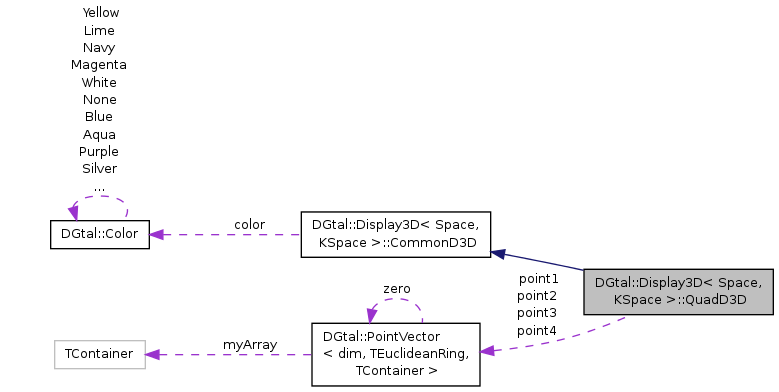 Yellow
Lime
Navy
Magenta
White
None
Blue
Aqua
Purple
Silver
...
DGtal::Color
color
DGtal::Display3D< Space,
KSpace >::CommonD3D
DGtal::Display3D< Space,
KSpace >::QuadD3D
point1
point2
point3
point4
zero
DGtal::PointVector
< dim, TEuclideanRing,
TContainer >
myArray
TContainer